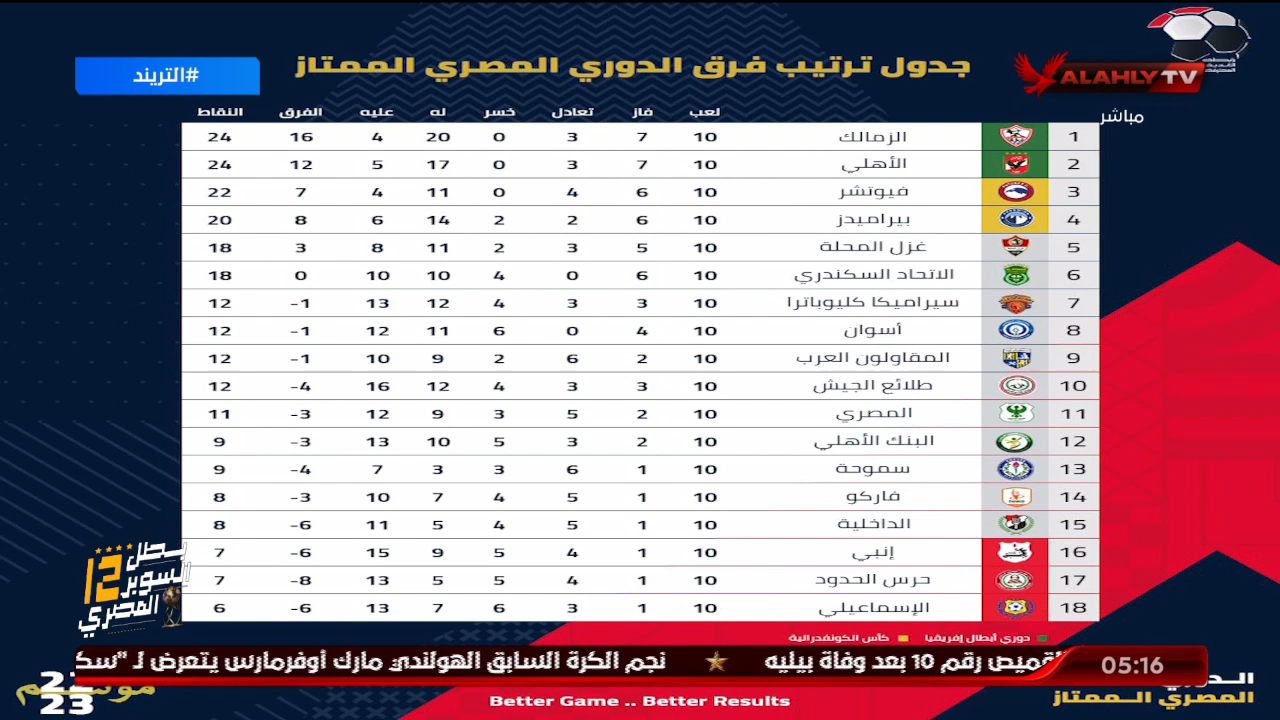 جدول ترتيب فرق الدوري المصري الممتاز
#التريند
ALAHLY TV
مباشر
لعب فاز تعادل خسر له عليه الفرق النقاط
1 الزمالك 10 7 3 0 20 4 16 24
2 الأهلي 10 7 3 0 17 5 12 24
3 فيوتشر 10 6 4 0 11 4 7 22
4 بيراميدز 10 6 2 2 14 6 8 20
5 غزل المحلة 10 5 3 2 11 8 3 18
6 الاتحاد السكندري 10 6 0 4 10 10 0 18
7 سيراميكا كليوباترا 10 3 3 4 12 13 -1 12
8 أسوان 10 4 0 6 11 12 -1 12
9 المقاولون العرب 10 2 6 2 9 10 -1 12
10 طلائع الجيش 10 3 3 4 12 16 -4 12
11 المصري 10 2 5 3 9 12 -3 11
12 البنك الأهلي 10 2 3 5 10 13 -3 9
13 سموحة 10 1 6 3 3 7 -4 9
14 فاركو 10 1 5 4 7 10 -3 8
15 الداخلية 10 1 5 4 5 11 -6 8
16 إنبي 10 1 4 5 9 15 -6 7
17 حرس الحدود 10 1 4 5 5 13 -8 7
18 الإسماعيلي 10 1 3 6 7 13 -6 6
بطل
السوبر 12
المصري
دوري أبطال إفريقيا كأس الكونفدرالية
05:16
القميص رقم 10 بعد وفاة بيليه ★ نجم الكرة السابق الهولندي مارك أوفرمارس يتعرض لـ "سك
الدوري
المصري الممتاز
موسم
22
23
Better Game .. Better Results